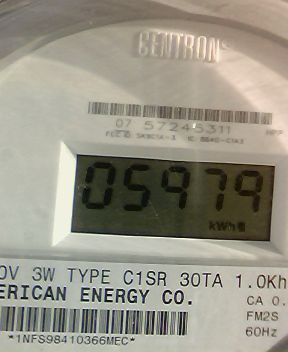 CENTRON
07 57245311
05979
kWh
0V 3W TYPE C1SR 30TA 1.0Kh
ERICAN ENERGY CO.
CA 0.
FM2S
*1NFS98410366MEC*
60Hz